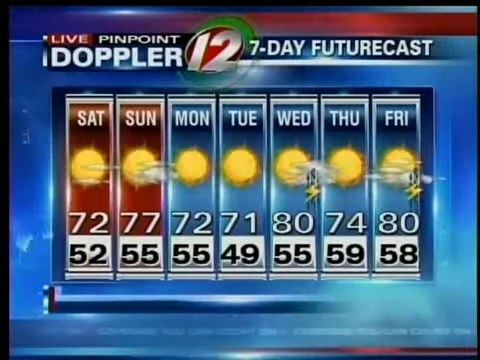 LIVE PINPOINT
DOPPLER 12 7-DAY FUTURECAST
SAT SUN MON TUE WED THU FRI
72 77 72 71 80 74 80
52 55 55 49 55 59 58